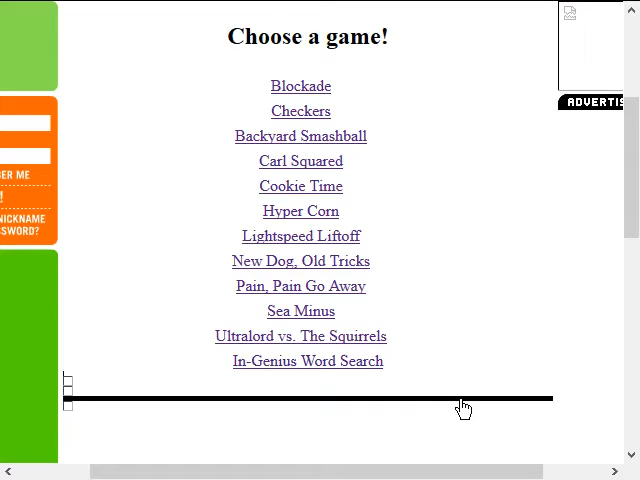 Choose a game!
Blockade
Checkers
Backyard Smashball
Carl Squared
Cookie Time
Hyper Corn
Lightspeed Liftoff
New Dog, Old Tricks
Pain, Pain Go Away
Sea Minus
Ultralord vs. The Squirrels
In-Genius Word Search
ADVERTIS
BER ME
!
NICKNAME
SSWORD?